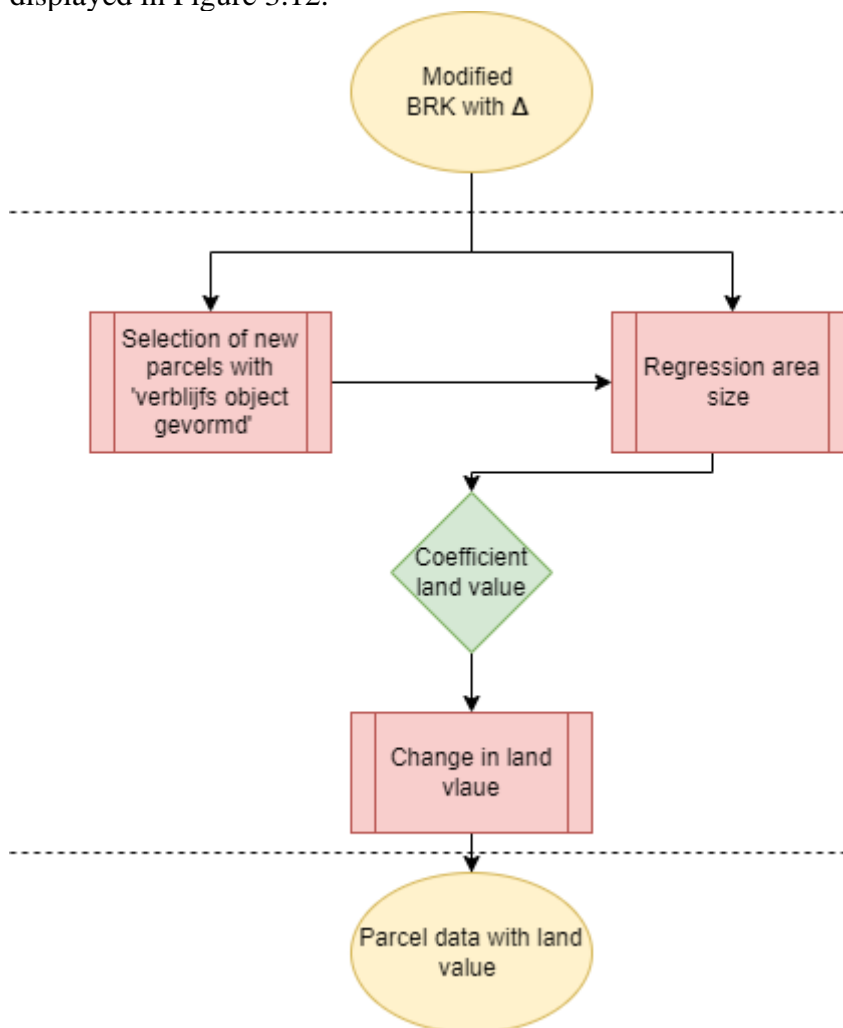 displayed in Figure 3.12.
Modified
BRK with Δ
Selection of new
parcels with
'verblijfs object
gevormd'
Regression area
size
Coefficient
land value
Change in land
vlaue
Parcel data with land
value